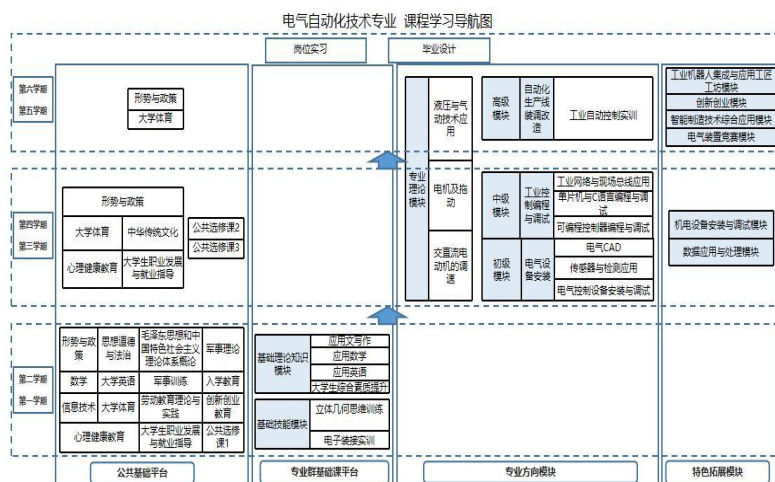 电气自动化技术专业 课程学习导航图
岗位实习
毕业设计
第六学期
第五学期
形势与政策
大学体育
专业
理论
模块
液压与气
动技术应
用
高级
模块
自动化
生产线
装调改
造
工业自动控制实训
工业机器人集成与应用工匠
工坊模块
创新创业模块
智能制造技术综合应用模块
电气装置竞赛模块
第四学期
第三学期
形势与政策
大学体育
中华传统文化
心理健康教育
大学生职业发展
与就业指导
公共选修课2
公共选修课3
电机及拖
动
交直流电
动机的调
速
中级
模块
工业控
制编程
与调试
工业网络与现场总线应用
单片机与C语言编程与调
试
可编程控制器编程与调试
初级
模块
电气设
备安装
电气CAD
传感器与检测应用
电气控制设备安装与调试
机电设备安装与调试模块
数据应用与处理模块
第二学期
第一学期
形势与政
策
思想道德
与法治
毛泽东思想和中
国特色社会主义
理论体系概论
军事理论
数学
大学英语
军事训练
入学教育
信息技术
大学体育
劳动教育理论与
实践
创新创业
教育
心理健康教育
大学生职业发展
与就业指导
公共选修
课1
基础理论知识
模块
应用文写作
应用数学
应用英语
大学生综合素质提升
基础技能模块
立体几何思维训练
电子装接实训
公共基础平台
专业群基础课平台
专业方向模块
特色拓展模块